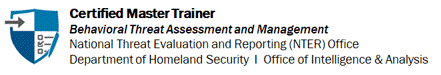 Certified Master Trainer
Behavioral Threat Assessment and Management
National Threat Evaluation and Reporting (NTER) Office
Department of Homeland Security I Office of Intelligence & Analysis